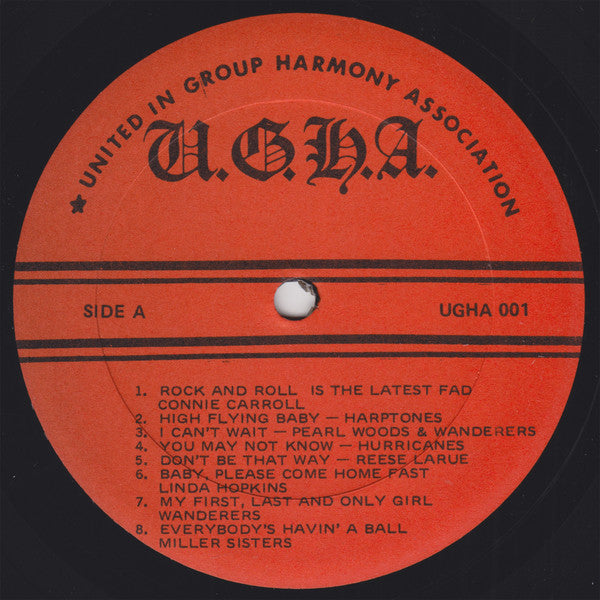 ★ UNITED IN GROUP HARMONY ASSOCIATION
U.G.H.A.
SIDE A
UGHA 001
1. ROCK AND ROLL IS THE LATEST FAD
CONNIE CARROLL
2. HIGH FLYING BABY — HARPTONES
3. I CAN'T WAIT — PEARL WOODS & WANDERERS
4. YOU MAY NOT KNOW — HURRICANES
5. DON'T BE THAT WAY — REESE LARUE
6. BABY, PLEASE COME HOME FAST
LINDA HOPKINS
7. MY FIRST, LAST AND ONLY GIRL
WANDERERS
8. EVERYBODY'S HAVIN' A BALL
MILLER SISTERS